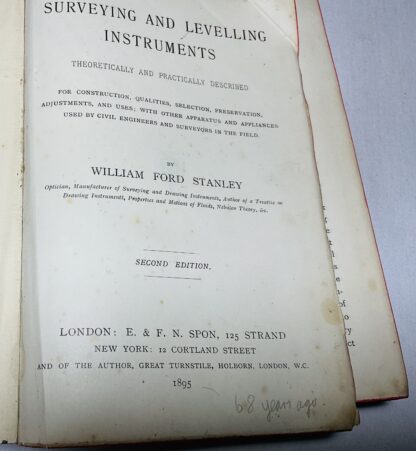 SURVEYING AND LEVELLING
INSTRUMENTS
THEORETICALLY AND PRACTICALLY DESCRIBED
FOR CONSTRUCTION, QUALITIES, SELECTION, PRESERVATION,
ADJUSTMENTS, AND USES; WITH OTHER APPARATUS AND APPLIANCES
USED BY CIVIL ENGINEERS AND SURVEYORS IN THE FIELD.
BY
WILLIAM FORD STANLEY
Optician, Manufacturer of Surveying and Drawing Instruments, Author of a Treatise on
Drawing Instruments, Properties and Motions of Fluids, Nebular Theory, &c.
SECOND EDITION.
LONDON: E. & F. N. SPON, 125 STRAND
NEW YORK: 12 CORTLAND STREET
AND OF THE AUTHOR, GREAT TURNSTILE, HOLBORN, LONDON, W.C.
1895
68 years ago.
of